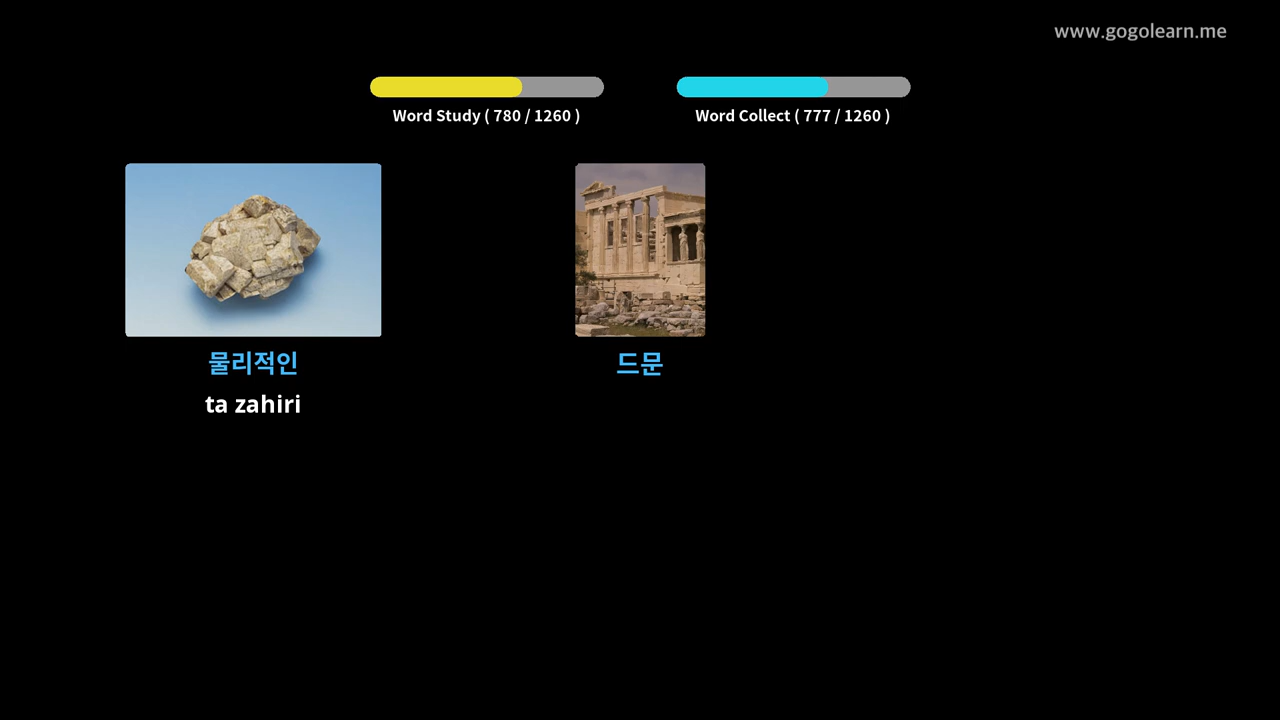 www.gogolearn.me
Word Study ( 780 / 1260 )
Word Collect ( 777 / 1260 )
물리적인
ta zahiri
드문